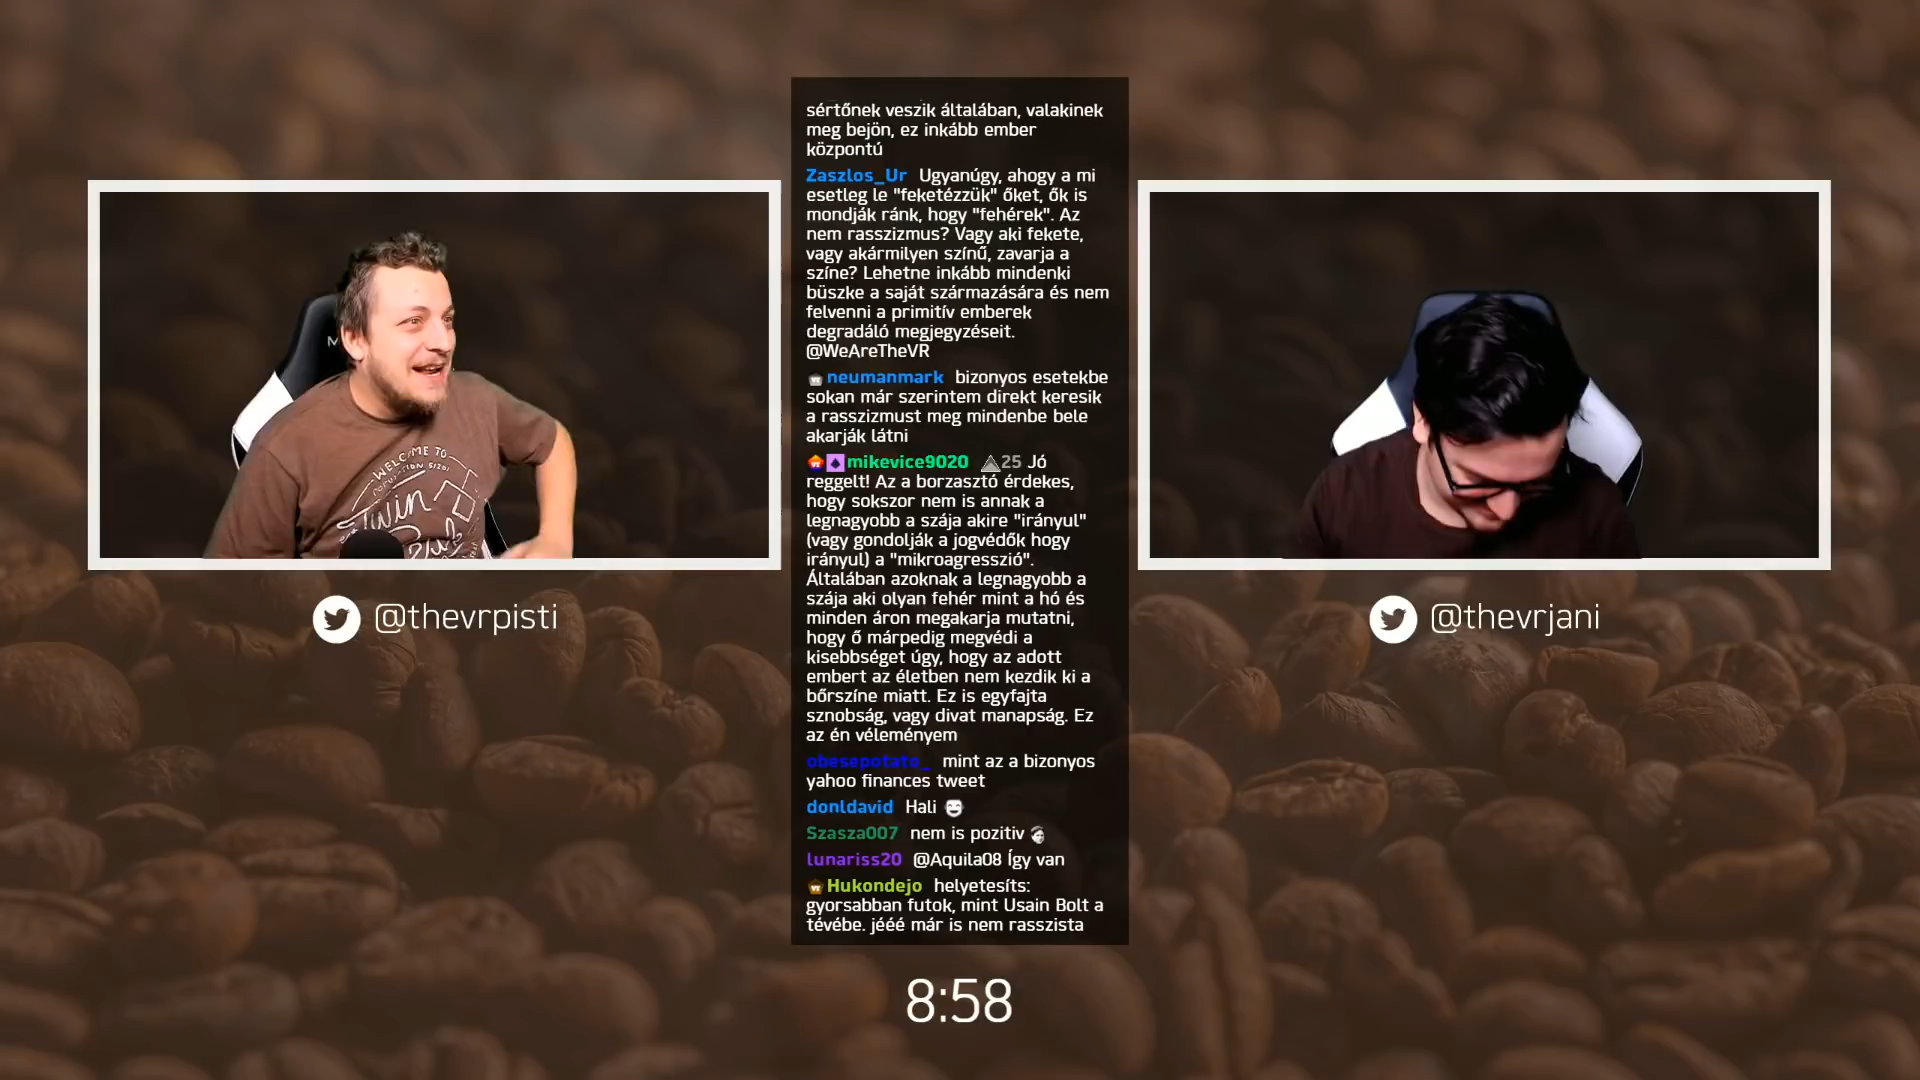 sértőnek veszik általában, valakinek
meg bejön, ez inkább ember
központú
Zaszlos_Ur Ugyanúgy, ahogy a mi
esetleg le "feketézzük" őket, ők is
mondják ránk, hogy "fehérek". Az
nem rasszizmus? Vagy aki fekete,
vagy akármilyen színű, zavarja a
színe? Lehetne inkább mindenki
büszke a saját származására és nem
felvenni a primitív emberek
degradáló megjegyzéseit.
@WeAreTheVR
neumanmark bizonyos esetekbe
sokan már szerintem direkt keresik
a rasszizmust meg mindenbe bele
akarják látni
mikevice9020 25 Jó
reggelt! Az a borzasztó érdekes,
hogy sokszor nem is annak a
legnagyobb a szája akire "irányul"
(vagy gondolják a jogvédők hogy
irányul) a "mikroagresszió".
Általában azoknak a legnagyobb a
szája aki olyan fehér mint a hó és
minden áron megakarja mutatni,
hogy ő márpedig megvédi a
kisebbséget úgy, hogy az adott
embert az életben nem kezdik ki a
bőrszíne miatt. Ez is egyfajta
sznobság, vagy divat manapság. Ez
az én véleményem
obesepotato_ mint az a bizonyos
yahoo finances tweet
donldavid Hali
Szasza007 nem is pozitiv
lunariss20 @Aquila08 Így van
Hukondejo helyetesíts:
gyorsabban futok, mint Usain Bolt a
tévébe. jééé már is nem rasszista
WELCOME TO
Twin
@thevrpisti
@thevrjani
8:58